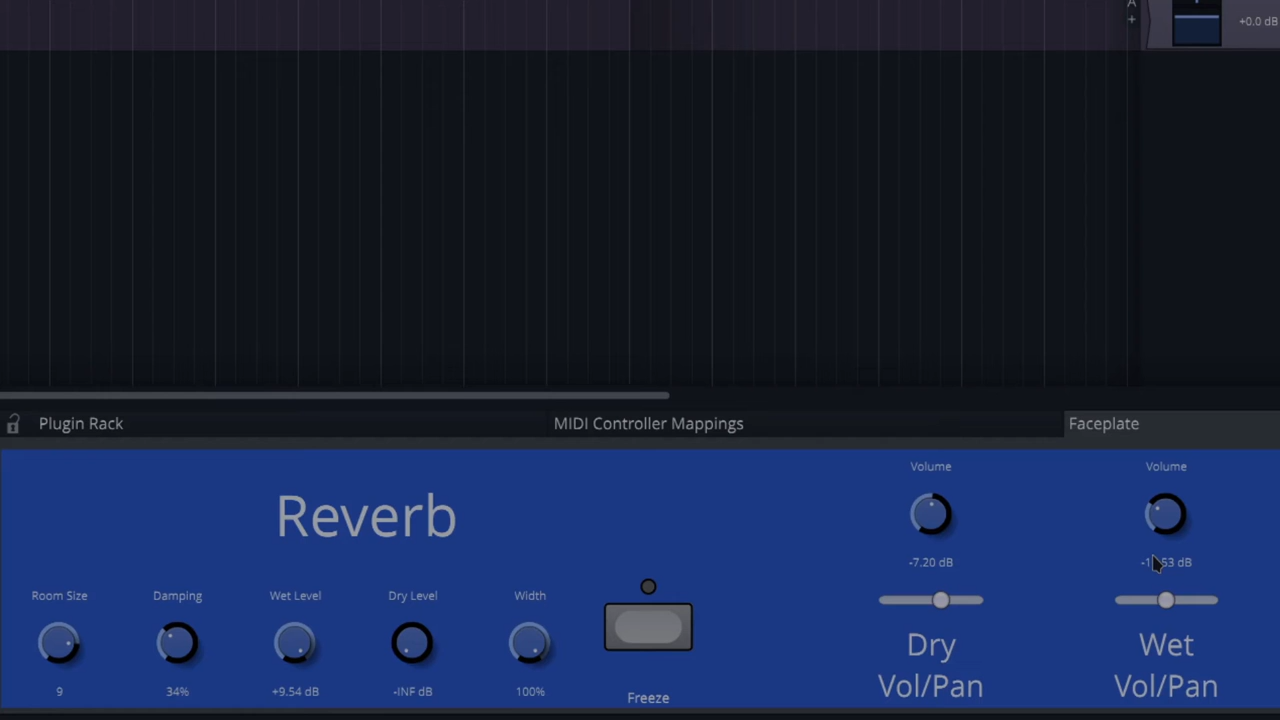 A
+
+0.0 dB
Plugin Rack
MIDI Controller Mappings
Faceplate
Volume
Volume
Reverb
-7.20 dB
Room Size
Damping
Wet Level
Dry Level
Width
Dry
Vol/Pan
Wet
Vol/Pan
9
34%
+9.54 dB
-INF dB
100%
Freeze